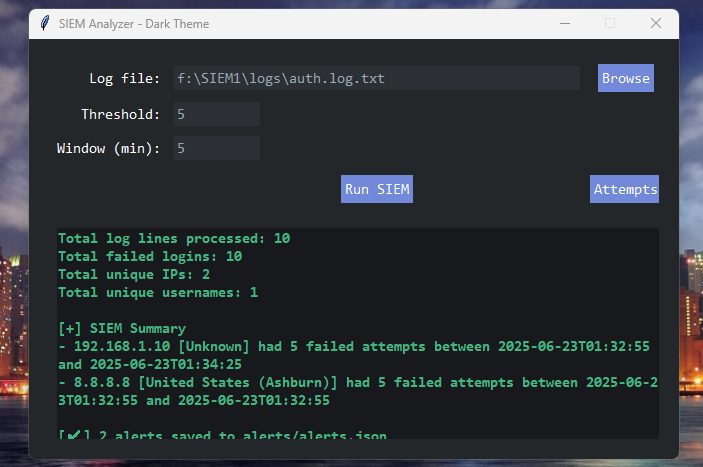 SIEM Analyzer - Dark Theme
Log file: f:\SIEM1\logs\auth.log.txt Browse
Threshold: 5
Window (min): 5
Run SIEM Attempts
Total log lines processed: 10
Total failed logins: 10
Total unique IPs: 2
Total unique usernames: 1
[+] SIEM Summary
- 192.168.1.10 [Unknown] had 5 failed attempts between 2025-06-23T01:32:55
and 2025-06-23T01:34:25
- 8.8.8.8 [United States (Ashburn)] had 5 failed attempts between 2025-06-2
3T01:32:55 and 2025-06-23T01:32:55
[✔] 2 alerts saved to alerts/alerts.json